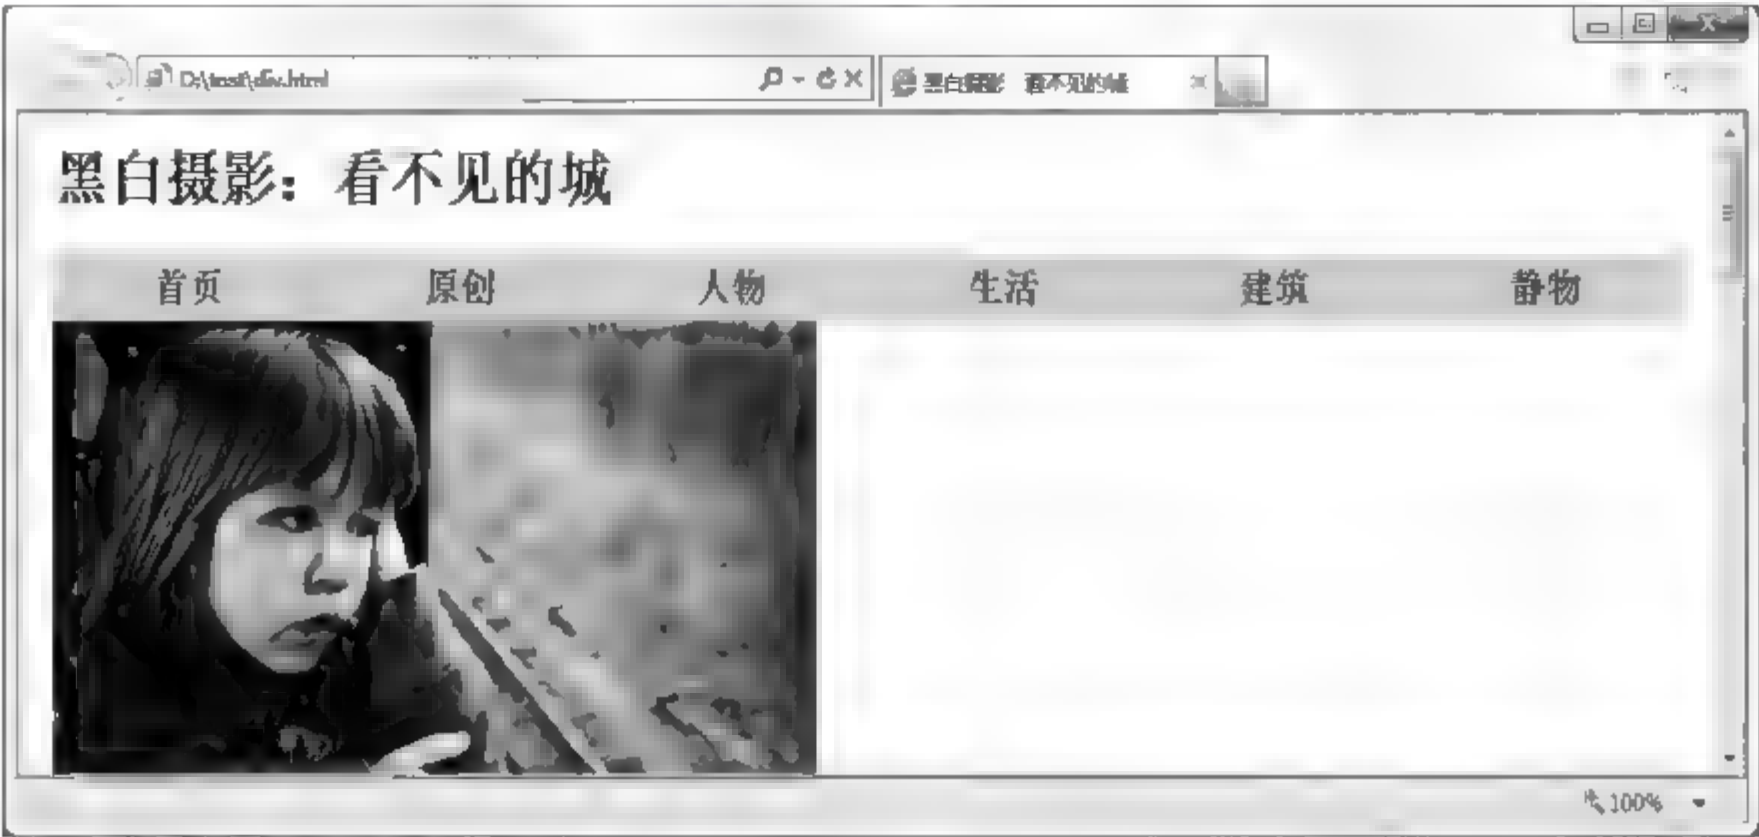 D:\test\div.html
黑白摄影 看不见的城
黑白摄影：看不见的城
首页 原创 人物 生活 建筑 静物
100%